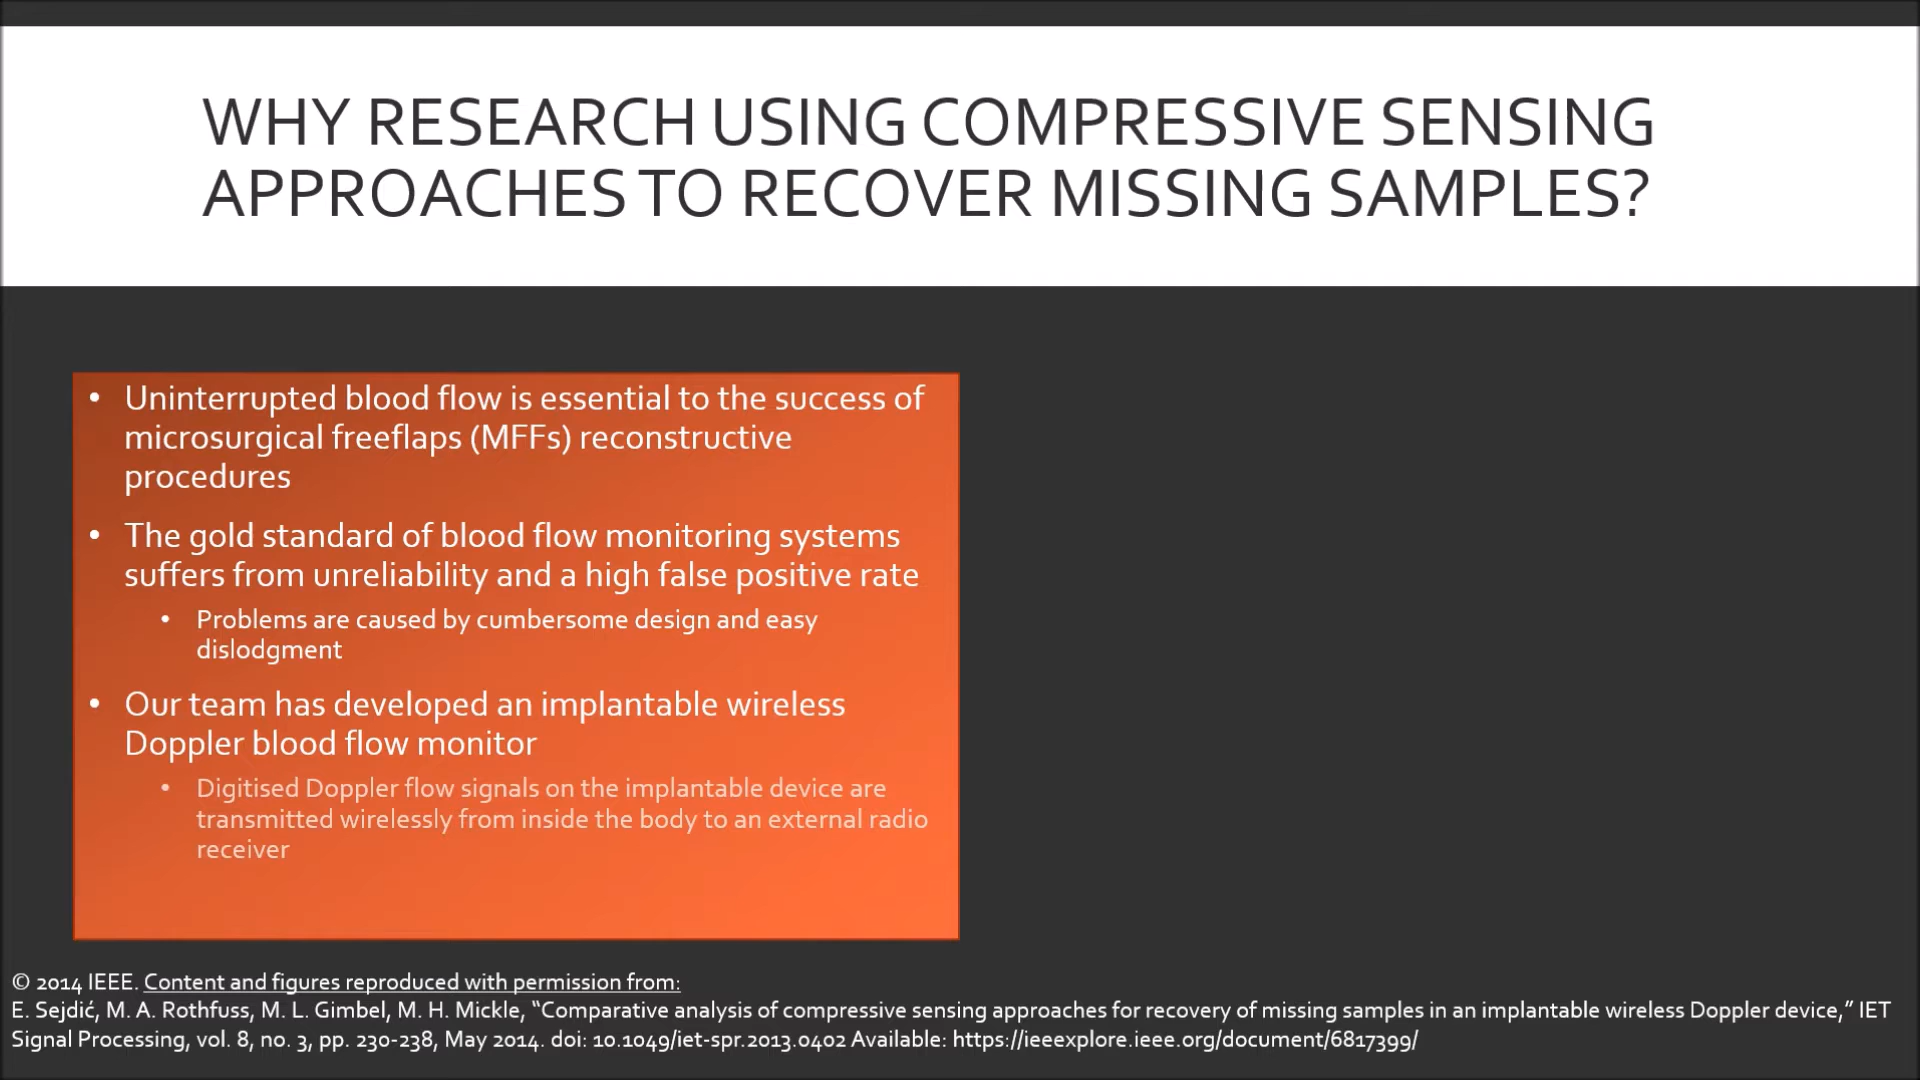 WHY RESEARCH USING COMPRESSIVE SENSING
APPROACHES TO RECOVER MISSING SAMPLES?
• Uninterrupted blood flow is essential to the success of
microsurgical freeflaps (MFFs) reconstructive
procedures
• The gold standard of blood flow monitoring systems
suffers from unreliability and a high false positive rate
• Problems are caused by cumbersome design and easy
dislodgment
• Our team has developed an implantable wireless
Doppler blood flow monitor
• Digitised Doppler flow signals on the implantable device are
transmitted wirelessly from inside the body to an external radio
receiver
© 2014 IEEE. Content and figures reproduced with permission from:
E. Sejdić, M. A. Rothfuss, M. L. Gimbel, M. H. Mickle, “Comparative analysis of compressive sensing approaches for recovery of missing samples in an implantable wireless Doppler device,” IET
Signal Processing, vol. 8, no. 3, pp. 230-238, May 2014. doi: 10.1049/iet-spr.2013.0402 Available: https://ieeexplore.ieee.org/document/6817399/